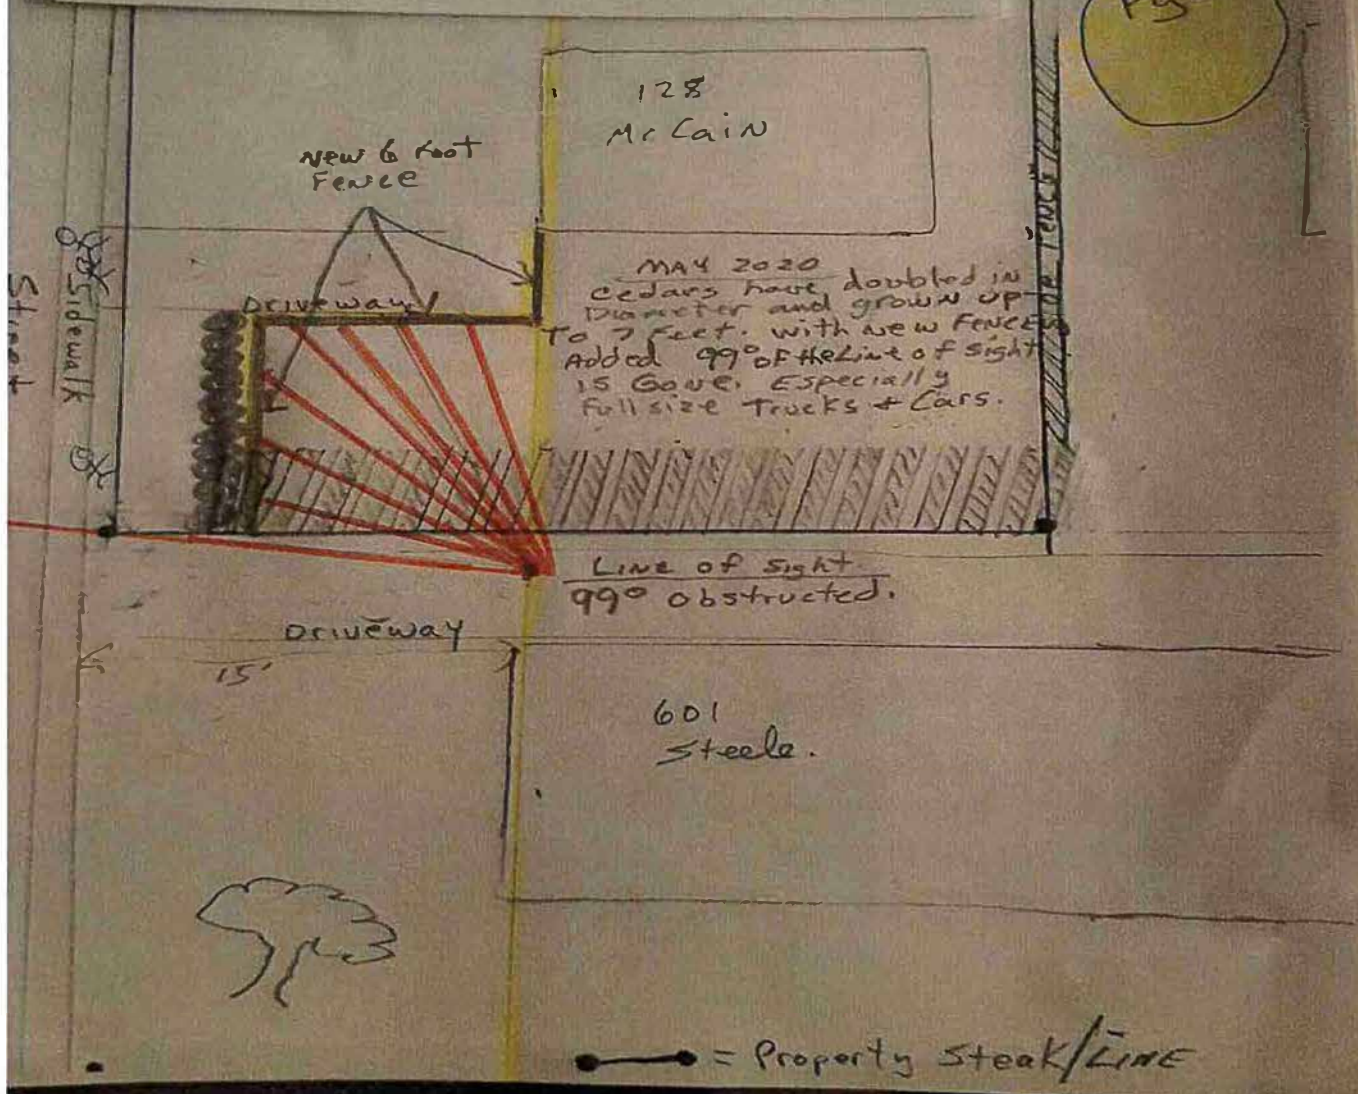 Py
128
McCain
New 6 Foot
Fence
Driveway
MAY 2020
Cedars have doubled in
Diameter and grown up
To 7 feet. with new Fences
Added 99° of the Line of sight
is Gone. Especially
Full size Trucks + Cars.
Sidewalk
Street
Line of sight
99° obstructed.
Driveway
15'
601
Steele.
= Property Steak/LiNE